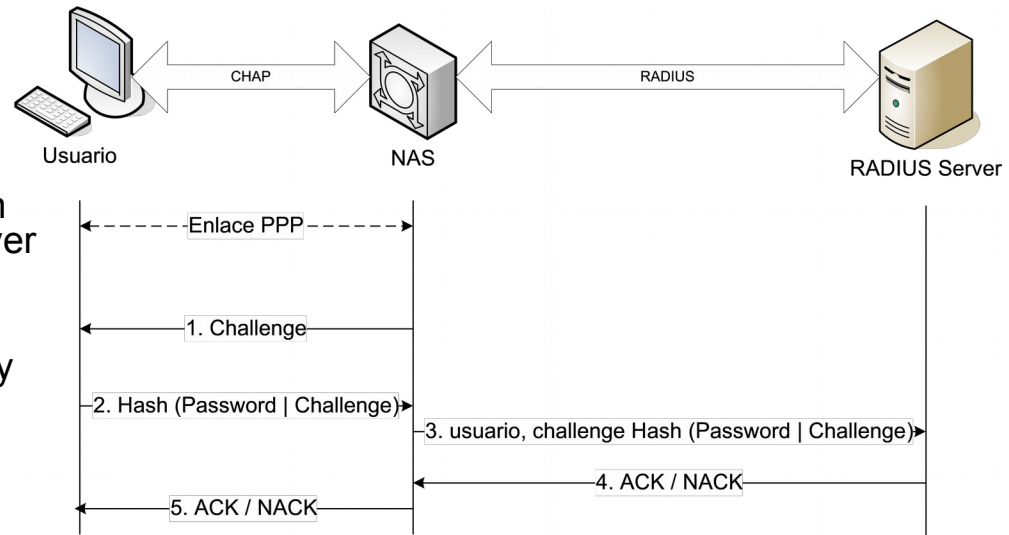 CHAP
RADIUS
Usuario
NAS
RADIUS Server
Enlace PPP
ver
1. Challenge
y
2. Hash (Password | Challenge)
3. usuario, challenge Hash (Password | Challenge)
4. ACK / NACK
5. ACK / NACK